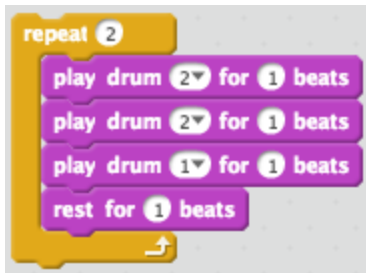 repeat 2
play drum 2 for 1 beats
play drum 2 for 1 beats
play drum 1 for 1 beats
rest for 1 beats